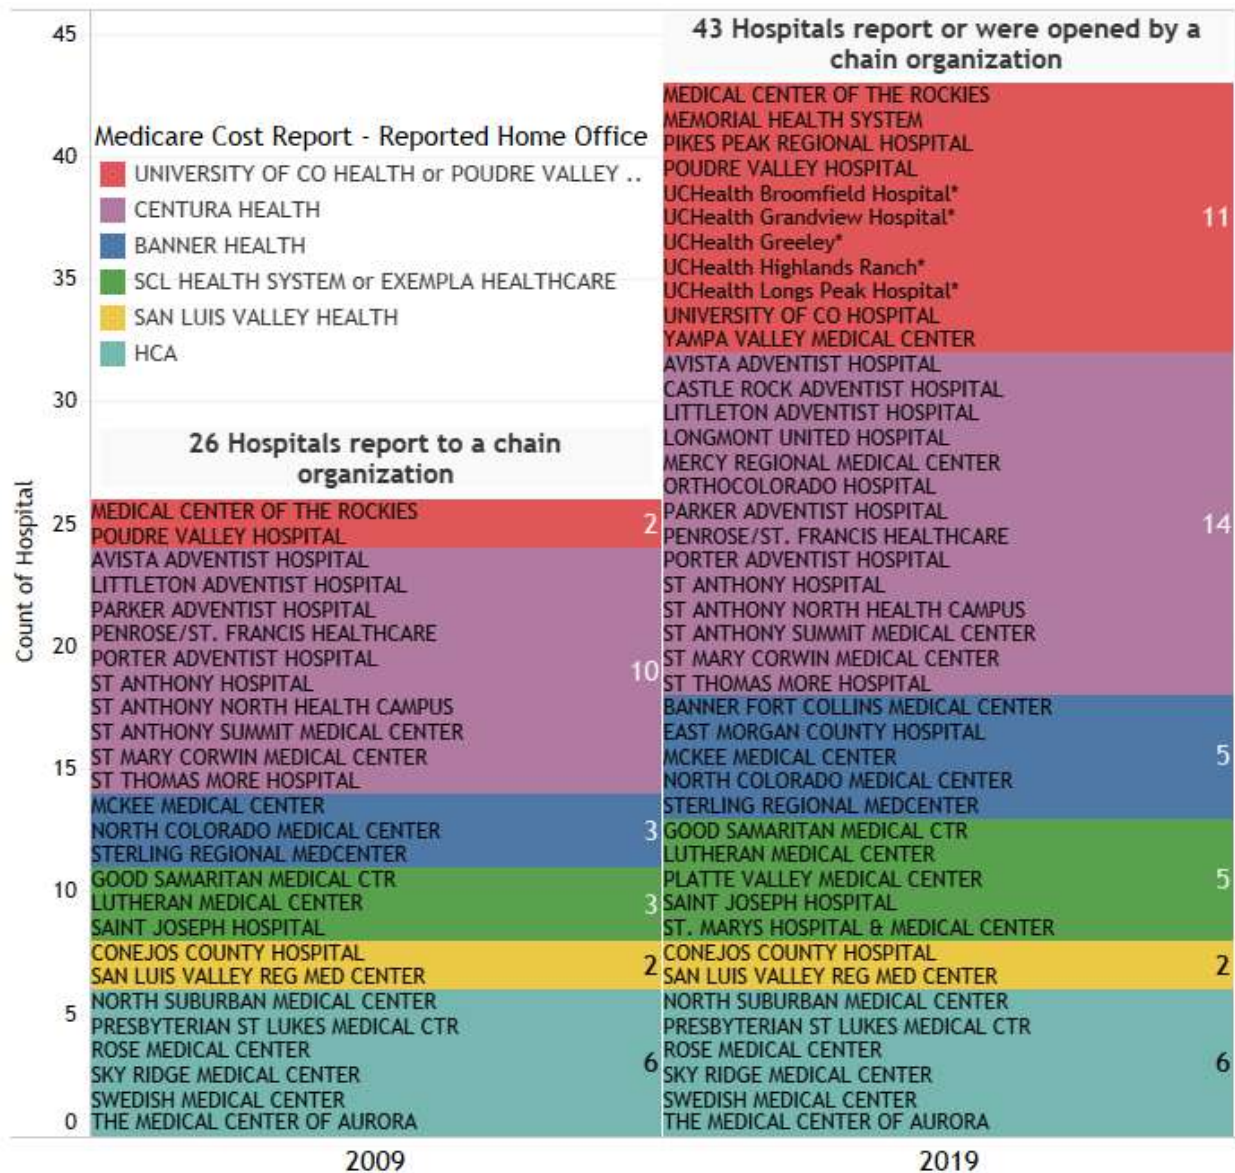 45
40
35
30
25
20
15
10
5
0
Count of Hospital
Medicare Cost Report - Reported Home Office
UNIVERSITY OF CO HEALTH or POUDRE VALLEY ..
CENTURA HEALTH
BANNER HEALTH
SCL HEALTH SYSTEM or EXEMPLA HEALTHCARE
SAN LUIS VALLEY HEALTH
HCA
26 Hospitals report to a chain
organization
MEDICAL CENTER OF THE ROCKIES
POUDRE VALLEY HOSPITAL
2
AVISTA ADVENTIST HOSPITAL
LITTLETON ADVENTIST HOSPITAL
PARKER ADVENTIST HOSPITAL
PENROSE/ST. FRANCIS HEALTHCARE
PORTER ADVENTIST HOSPITAL
ST ANTHONY HOSPITAL
ST ANTHONY NORTH HEALTH CAMPUS
ST ANTHONY SUMMIT MEDICAL CENTER
ST MARY CORWIN MEDICAL CENTER
ST THOMAS MORE HOSPITAL
10
MCKEE MEDICAL CENTER
NORTH COLORADO MEDICAL CENTER
STERLING REGIONAL MEDCENTER
3
GOOD SAMARITAN MEDICAL CTR
LUTHERAN MEDICAL CENTER
SAINT JOSEPH HOSPITAL
3
CONEJOS COUNTY HOSPITAL
SAN LUIS VALLEY REG MED CENTER
2
NORTH SUBURBAN MEDICAL CENTER
PRESBYTERIAN ST LUKES MEDICAL CTR
ROSE MEDICAL CENTER
SKY RIDGE MEDICAL CENTER
SWEDISH MEDICAL CENTER
THE MEDICAL CENTER OF AURORA
6
2009
43 Hospitals report or were opened by a
chain organization
MEDICAL CENTER OF THE ROCKIES
MEMORIAL HEALTH SYSTEM
PIKES PEAK REGIONAL HOSPITAL
POUDRE VALLEY HOSPITAL
UCHealth Broomfield Hospital*
UCHealth Grandview Hospital*
UCHealth Greeley*
UCHealth Highlands Ranch*
UCHealth Longs Peak Hospital*
UNIVERSITY OF CO HOSPITAL
YAMPA VALLEY MEDICAL CENTER
11
AVISTA ADVENTIST HOSPITAL
CASTLE ROCK ADVENTIST HOSPITAL
LITTLETON ADVENTIST HOSPITAL
LONGMONT UNITED HOSPITAL
MERCY REGIONAL MEDICAL CENTER
ORTHOCOLORADO HOSPITAL
PARKER ADVENTIST HOSPITAL
PENROSE/ST. FRANCIS HEALTHCARE
PORTER ADVENTIST HOSPITAL
ST ANTHONY HOSPITAL
ST ANTHONY NORTH HEALTH CAMPUS
ST ANTHONY SUMMIT MEDICAL CENTER
ST MARY CORWIN MEDICAL CENTER
ST THOMAS MORE HOSPITAL
14
BANNER FORT COLLINS MEDICAL CENTER
EAST MORGAN COUNTY HOSPITAL
MCKEE MEDICAL CENTER
NORTH COLORADO MEDICAL CENTER
STERLING REGIONAL MEDCENTER
5
GOOD SAMARITAN MEDICAL CTR
LUTHERAN MEDICAL CENTER
PLATTE VALLEY MEDICAL CENTER
SAINT JOSEPH HOSPITAL
ST. MARYS HOSPITAL & MEDICAL CENTER
5
CONEJOS COUNTY HOSPITAL
SAN LUIS VALLEY REG MED CENTER
2
NORTH SUBURBAN MEDICAL CENTER
PRESBYTERIAN ST LUKES MEDICAL CTR
ROSE MEDICAL CENTER
SKY RIDGE MEDICAL CENTER
SWEDISH MEDICAL CENTER
THE MEDICAL CENTER OF AURORA
6
2019